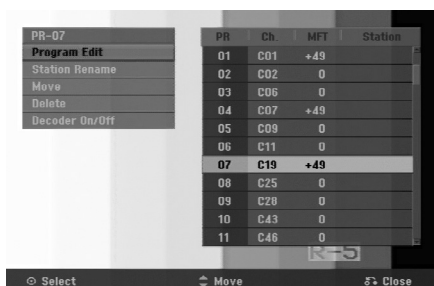 PR-07
Program Edit
Station Rename
Move
Delete
Decoder On/Off
PR Ch. MFT Station
01 C01 +49
02 C02 0
03 C06 0
04 C07 +49
05 C09 0
06 C11 0
07 C19 +49
08 C25 0
09 C28 0
10 C43 0
11 C46 0
R-5
Select Move Close